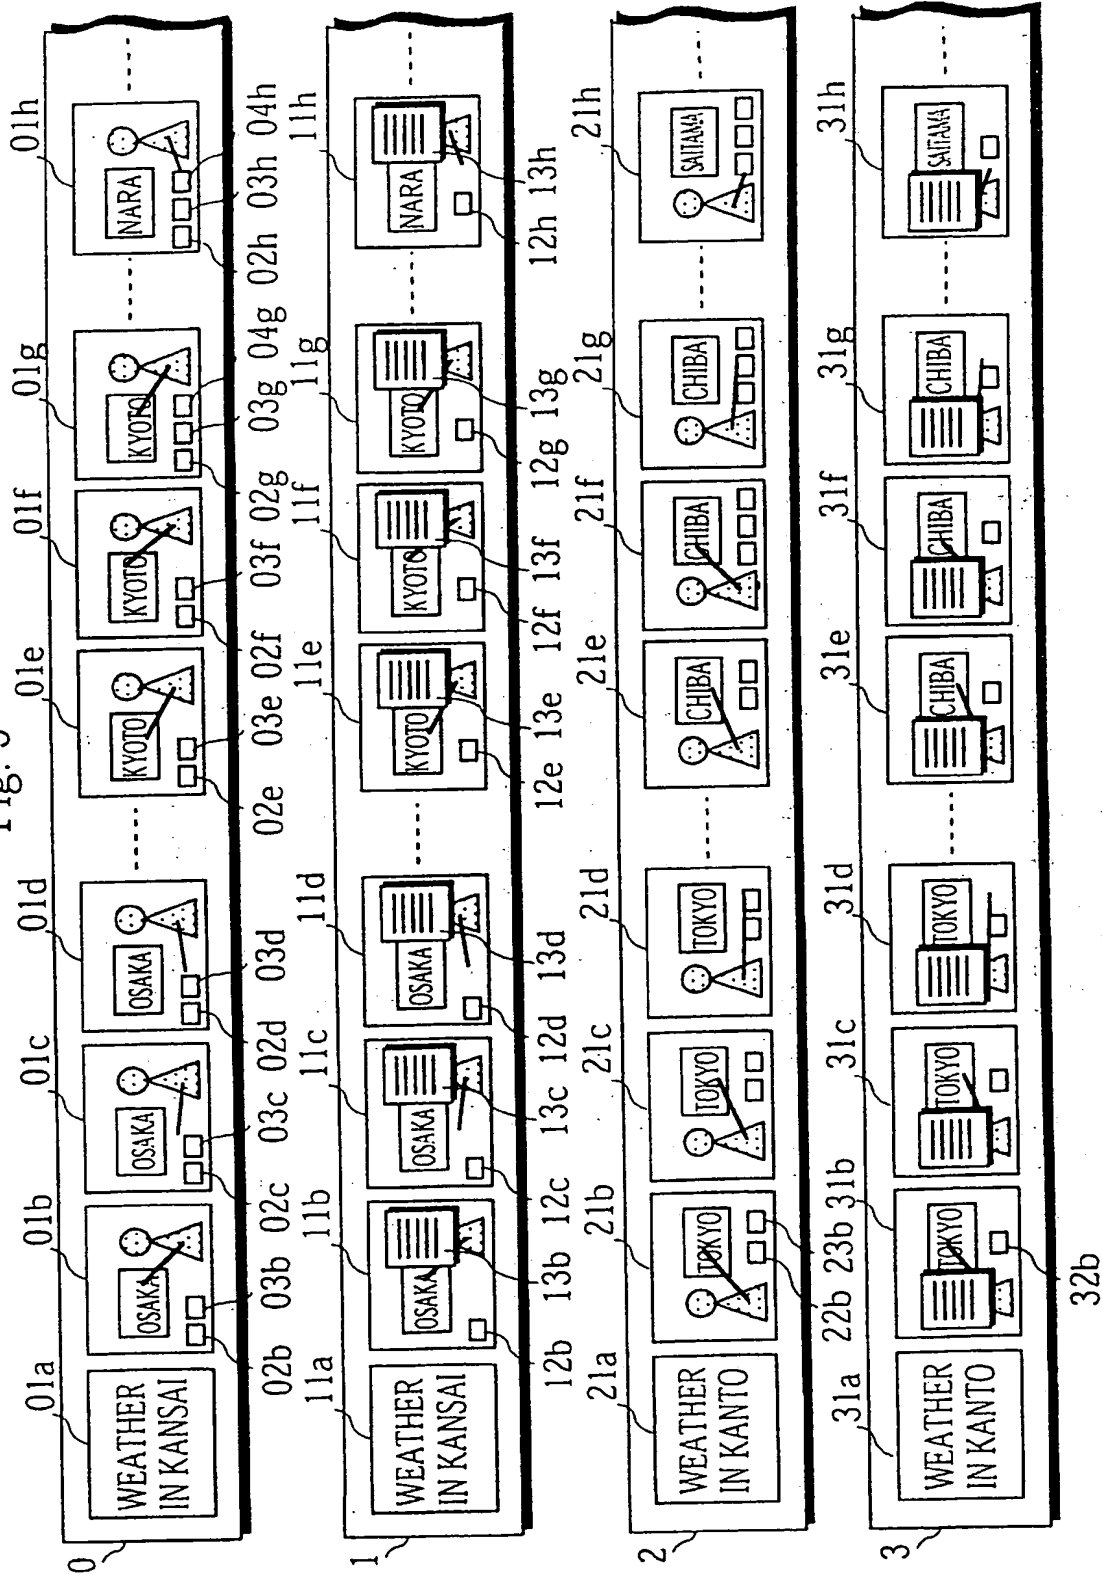 Fig.
01a 01b 01c 01d 01e 01f 01g 01h
0
WEATHER OSAKA OSAKA OSAKA KYOTO KYOTO KYOTO NARA
IN KANSAI
02b 03b 02c 03c 02d 03d 02e 03e 02f 03f 02g 03g 04g 02h 03h 04h
11a 11b 11c 11d 11e 11f 11g 11h
1
WEATHER OSAKA OSAKA OSAKA KYOTO KYOTO KYOTO NARA
IN KANSAI
12b 13b 12c 13c 12d 13d 12e 13e 12f 13f 12g 13g 12h 13h
21a 21b 21c 21d 21e 21f 21g 21h
2
WEATHER TOKYO TOKYO TOKYO CHIBA CHIBA CHIBA SAITAMA
IN KANTO
22b 23b
31a 31b 31c 31d 31e 31f 31g 31h
3
WEATHER TOKYO TOKYO TOKYO CHIBA CHIBA CHIBA SAITAMA
IN KANTO
32b